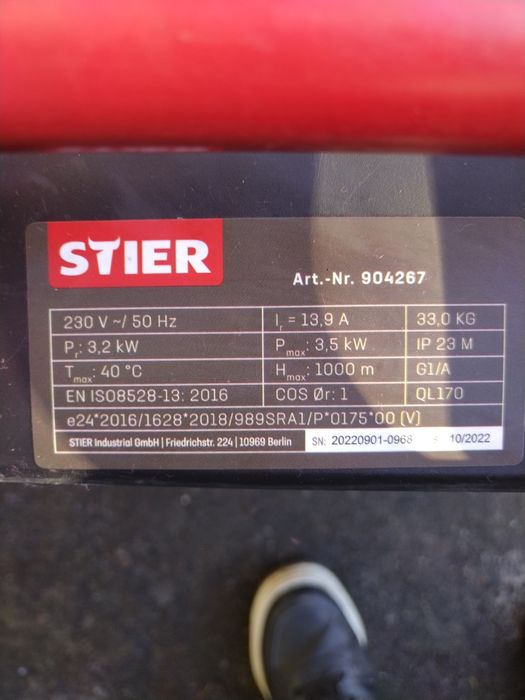 STIER
Art.-Nr. 904267
230 V ~/ 50 Hz Ir = 13,9 A 33,0 KG
Pr: 3,2 kW Pmax: 3,5 kW IP 23 M
Tmax: 40 °C Hmax: 1000 m G1/A
EN ISO8528-13: 2016 COS Ør: 1 QL170
e24*2016/1628*2018/989SRA1/P*0175*00 (V)
STIER Industrial GmbH | Friedrichstr. 224 | 10969 Berlin SN: 20220901-0968 10/2022